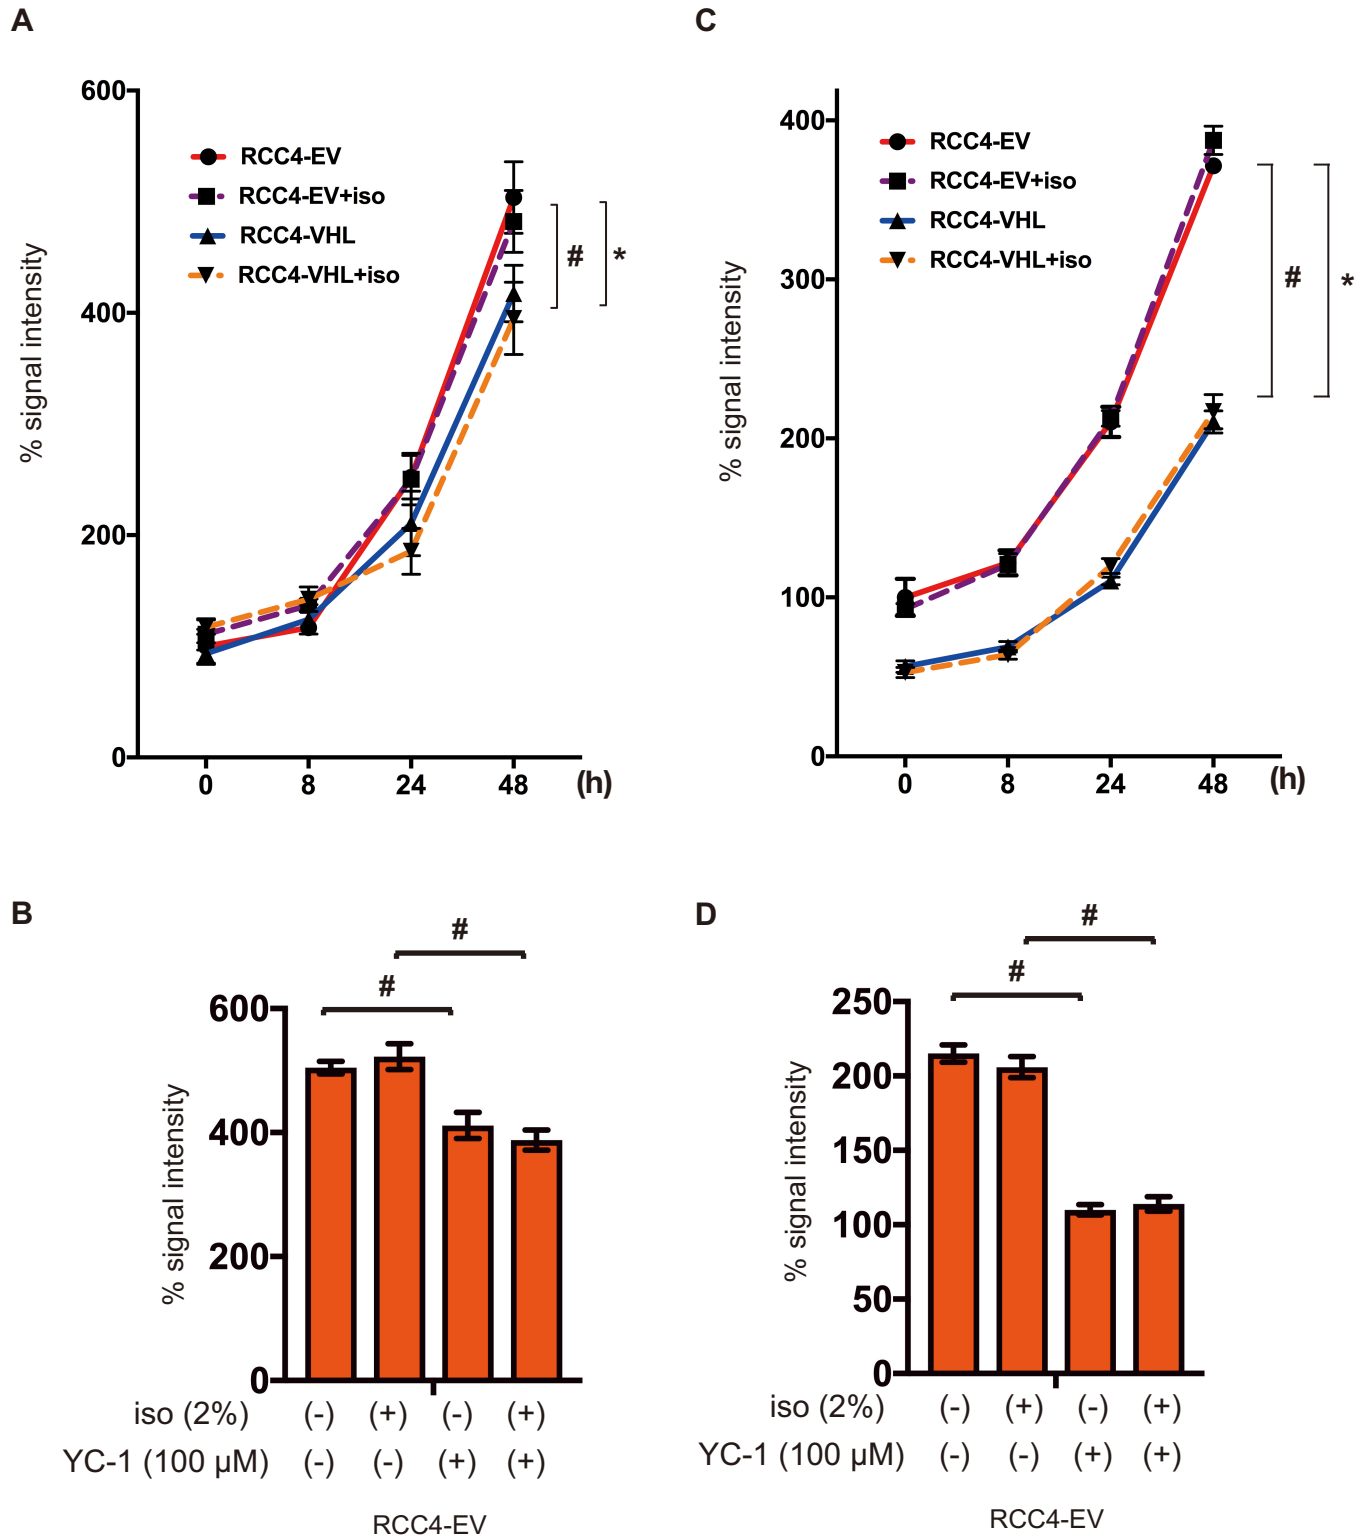 A
600
400
200
0
% signal intensity
RCC4-EV
RCC4-EV+iso
RCC4-VHL
RCC4-VHL+iso
# *
0 8 24 48 (h)
C
400
300
200
100
0
% signal intensity
RCC4-EV
RCC4-EV+iso
RCC4-VHL
RCC4-VHL+iso
# *
0 8 24 48 (h)
B
#
#
600
400
200
0
% signal intensity
iso (2%) (-) (+) (-) (+)
YC-1 (100 µM) (-) (-) (+) (+)
RCC4-EV
D
#
#
250
200
150
100
50
0
% signal intensity
iso (2%) (-) (+) (-) (+)
YC-1 (100 µM) (-) (-) (+) (+)
RCC4-EV